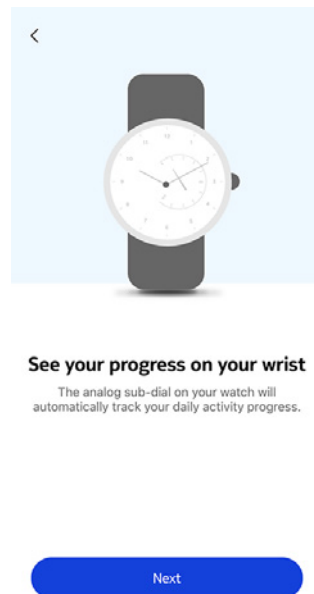 See your progress on your wrist
The analog sub-dial on your watch will
automatically track your daily activity progress.
Next